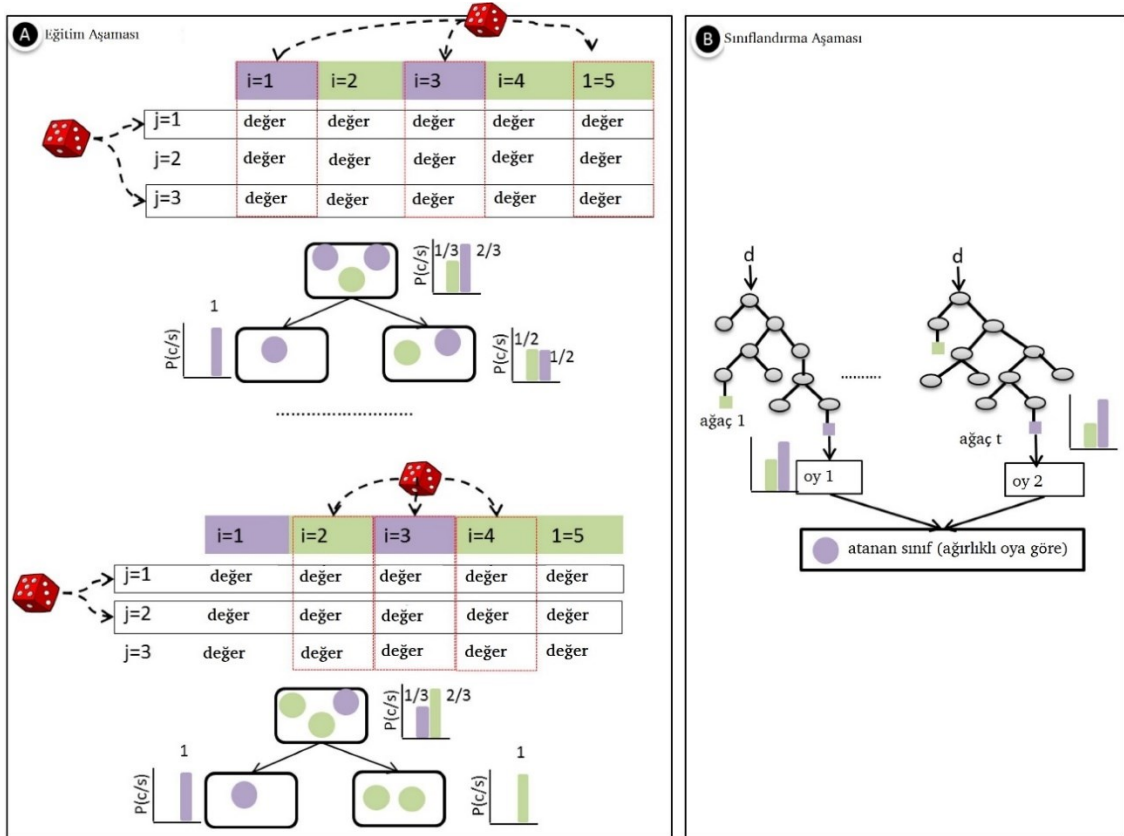 A Eğitim Aşaması
i=1 i=2 i=3 i=4 1=5
j=1 değer değer değer değer değer
j=2 değer değer değer değer değer
j=3 değer değer değer değer değer
P(c/s) 1/3 2/3
P(c/s) 1
P(c/s) 1/2 1/2
...........................
i=1 i=2 i=3 i=4 1=5
j=1 değer değer değer değer değer
j=2 değer değer değer değer değer
j=3 değer değer değer değer değer
P(c/s) 1/3 2/3
P(c/s) 1
P(c/s) 1
B Sınıflandırma Aşaması
d d
..........
ağaç 1 ağaç t
oy 1 oy 2
atanan sınıf (ağırlıklı oya göre)